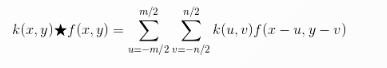 k(x, y)★f(x, y) = \sum_{u=-m/2}^{m/2} \sum_{v=-n/2}^{n/2} k(u, v)f(x − u, y − v)